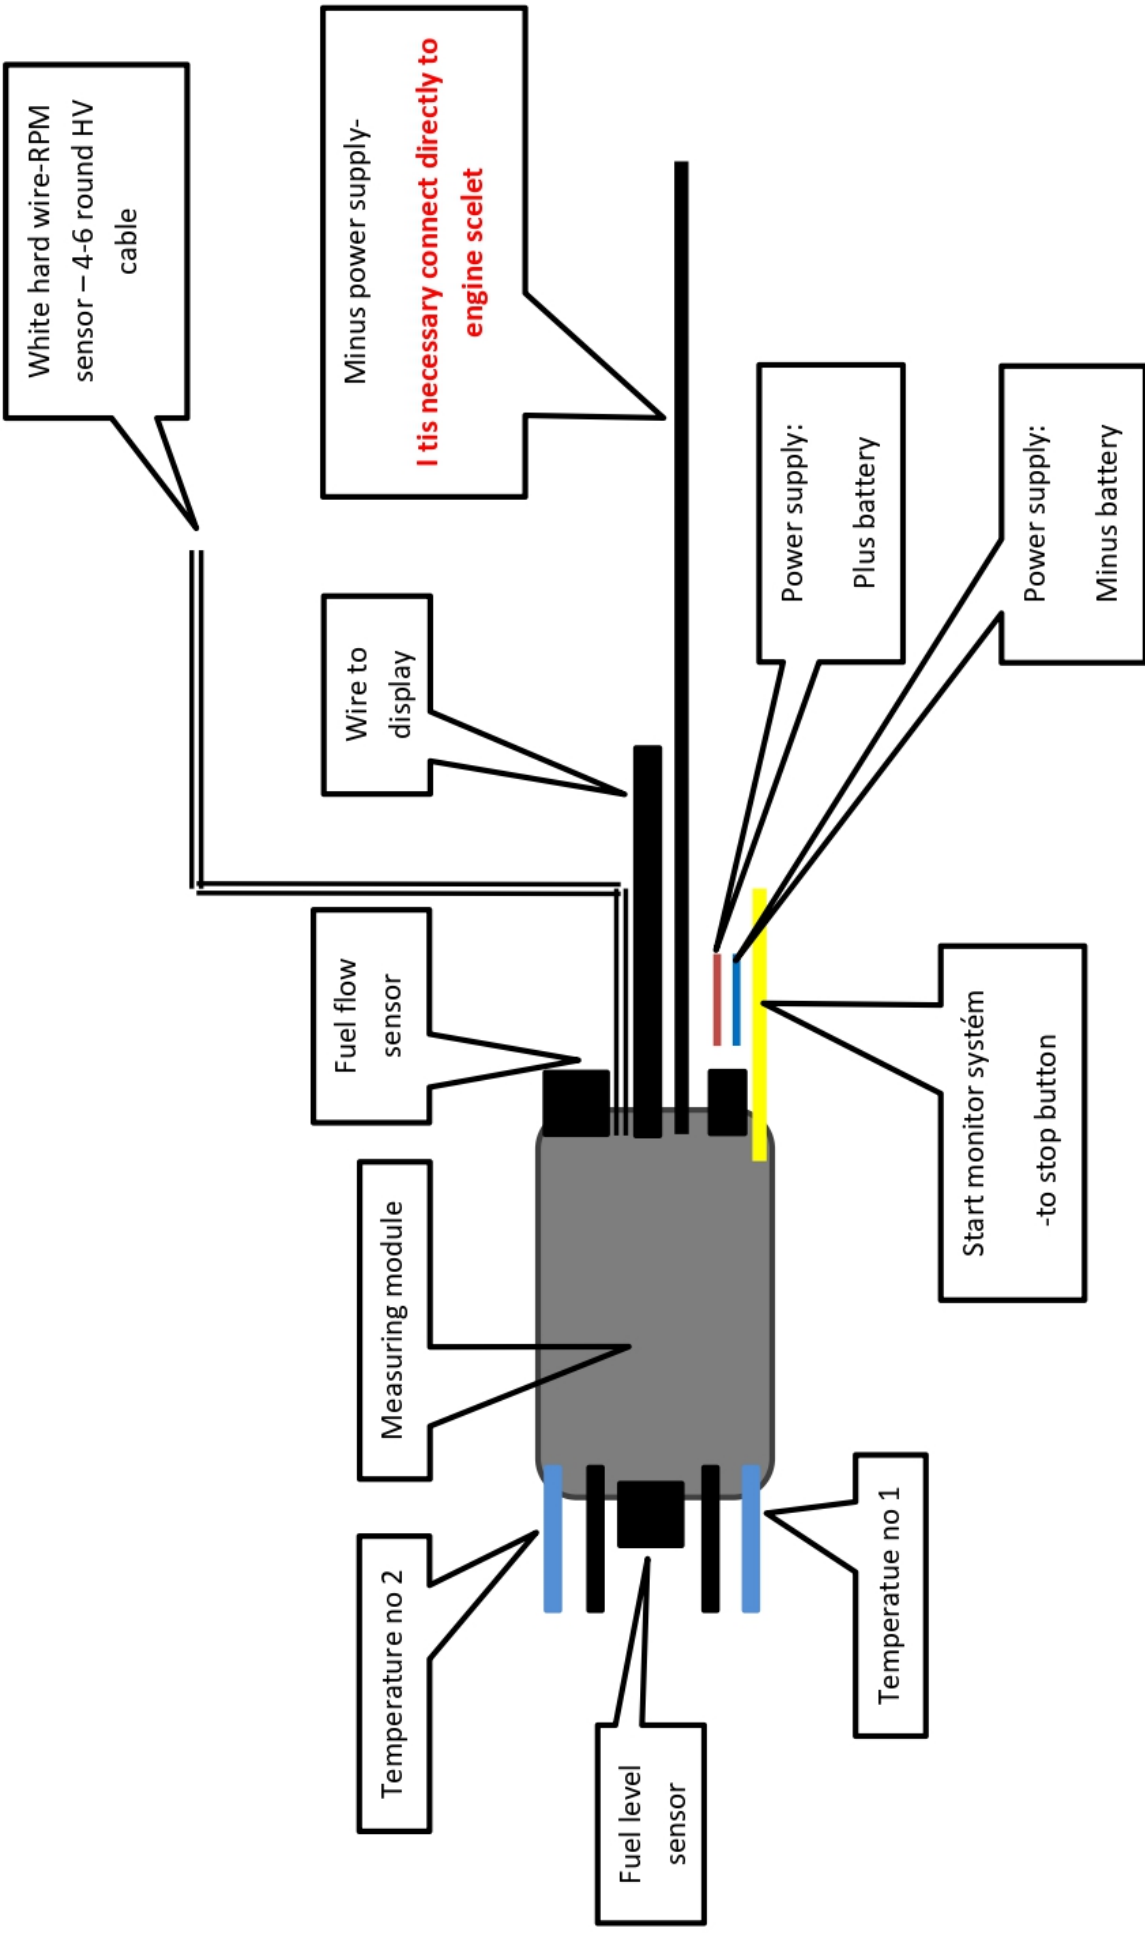 White hard wire-RPM
sensor – 4-6 round HV
cable
Minus power supply-
I tis necessary connect directly to
engine scelet
Wire to
display
Fuel flow
sensor
Measuring module
Temperature no 2
Fuel level
sensor
Temperatue no 1
Start monitor systém
-to stop button
Power supply:
Plus battery
Power supply:
Minus battery